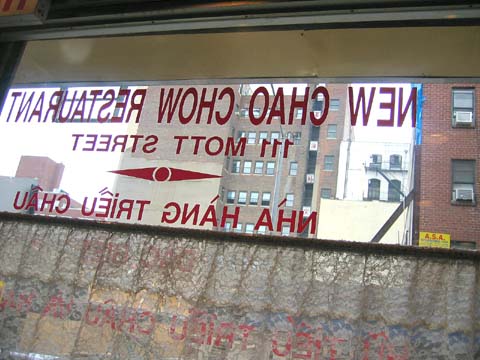 NEW CHAO CHOW RESTAURANT
111 MOTT STREET
NHÀ HÀNG TRIỀU CHÂU
A.S.A.